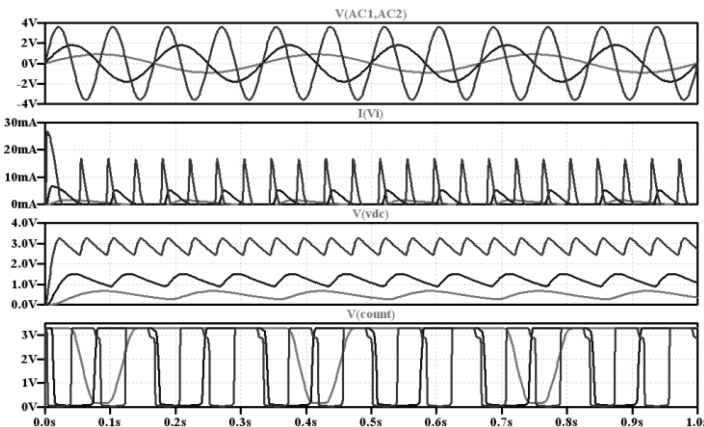 V(AC1,AC2)
4V
2V
0V
-2V
-4V
I(Vi)
30mA
20mA
10mA
0mA
V(vdc)
4.0V
3.0V
2.0V
1.0V
0.0V
V(count)
3V
2V
1V
0V
0.0s 0.1s 0.2s 0.3s 0.4s 0.5s 0.6s 0.7s 0.8s 0.9s 1.0s